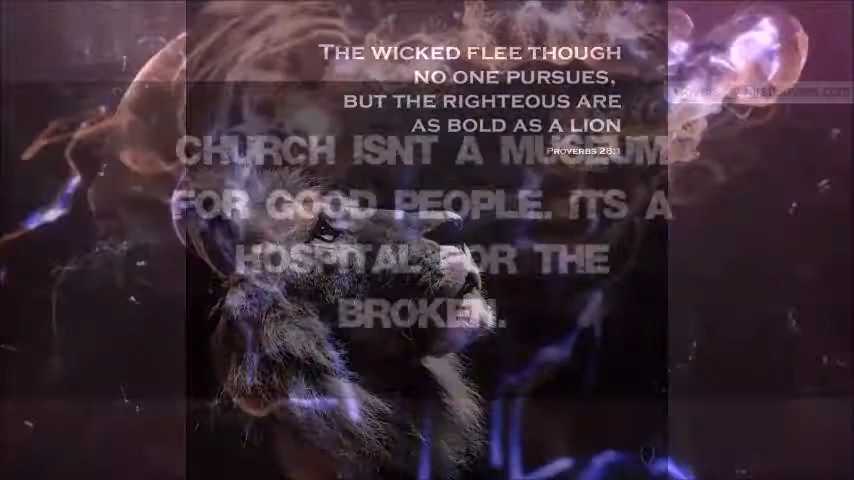 THE WICKED FLEE THOUGH
NO ONE PURSUES,
BUT THE RIGHTEOUS ARE
AS BOLD AS A LION
PROVERBS 28:1
CHURCH ISNT A MUSEUM
FOR GOOD PEOPLE. ITS A
HOSPITAL FOR THE
BROKEN.